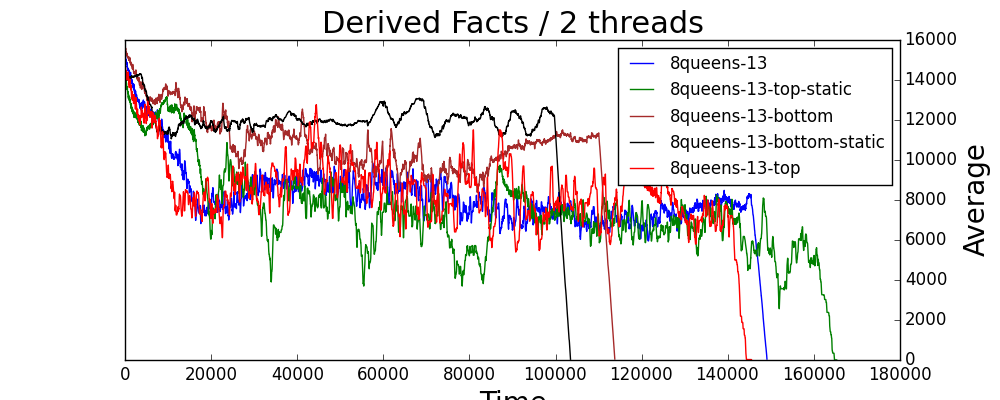 Derived Facts / 2 threads
8queens-13
8queens-13-top-static
8queens-13-bottom
8queens-13-bottom-static
8queens-13-top
16000
14000
12000
10000
8000
6000
4000
2000
0
Average
0 20000 40000 60000 80000 100000 120000 140000 160000 180000
Time